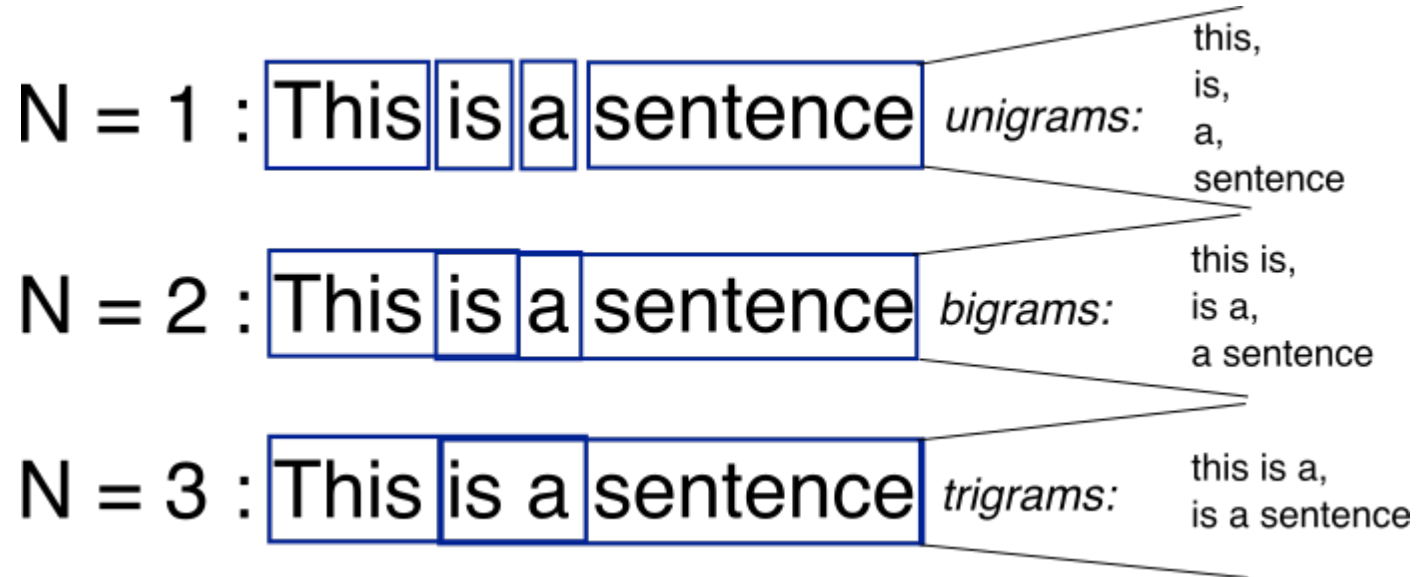 N = 1 : This is a sentence unigrams:
this,
is,
a,
sentence
N = 2 : This is a sentence bigrams:
this is,
is a,
a sentence
N = 3 : This is a sentence trigrams:
this is a,
is a sentence